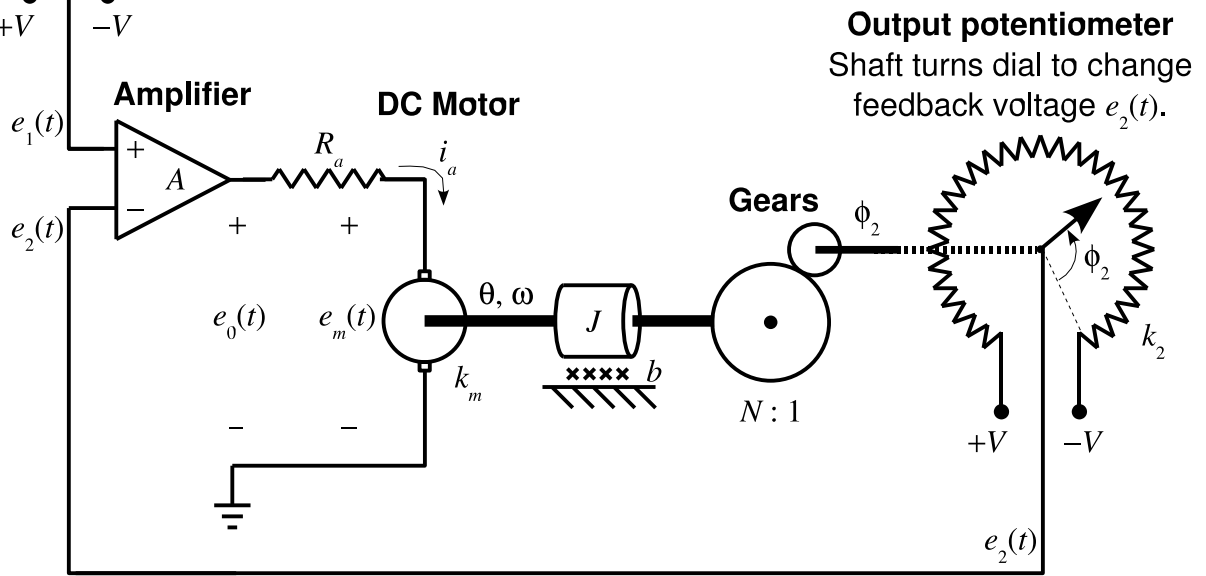 +V
−V
Output potentiometer
Shaft turns dial to change
feedback voltage e₂(t).
Amplifier
DC Motor
e₁(t)
+
A
−
e₂(t)
Rₐ
iₐ
+
+
e₀(t)
eₘ(t)
−
−
kₘ
θ, ω
J
b
Gears
N : 1
ϕ₂
ϕ₂
k₂
+V
−V
e₂(t)